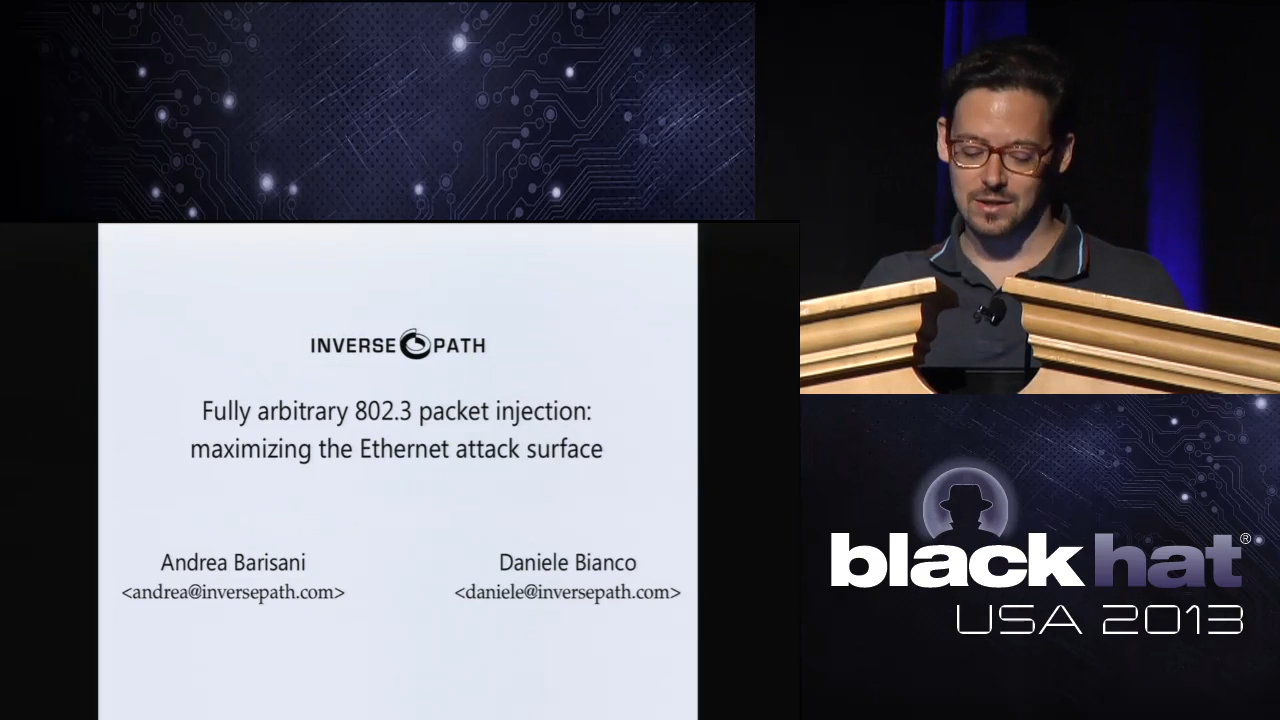 INVERSE PATH
Fully arbitrary 802.3 packet injection:
maximizing the Ethernet attack surface
Andrea Barisani
<andrea@inversepath.com>
Daniele Bianco
<daniele@inversepath.com>
black hat®
USA 2013